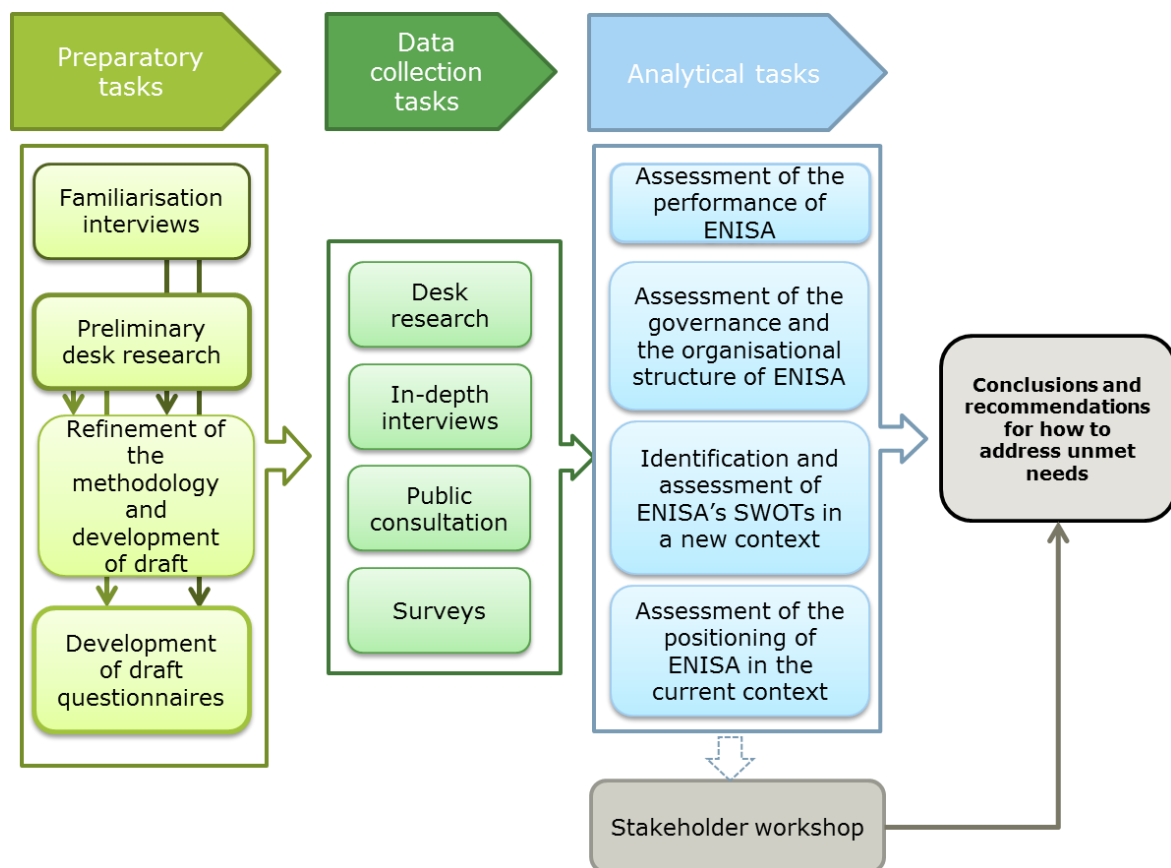 Preparatory
tasks
Data
collection
tasks
Analytical tasks
Familiarisation
interviews
Preliminary
desk research
Refinement of
the
methodology
and
development
of draft
Development
of draft
questionnaires
Desk
research
In-depth
interviews
Public
consultation
Surveys
Assessment of the
performance of
ENISA
Assessment of the
governance and
the organisational
structure of ENISA
Identification and
assessment of
ENISA’s SWOTs in
a new context
Assessment of the
positioning of
ENISA in the
current context
Stakeholder workshop
Conclusions and
recommendations
for how to
address unmet
needs